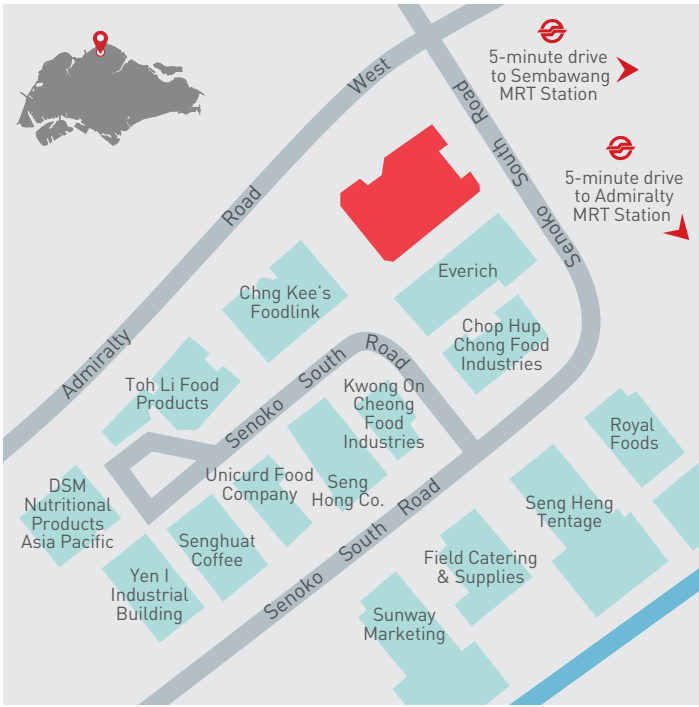 5-minute drive
to Sembawang
MRT Station
5-minute drive
to Admiralty
MRT Station
Admiralty Road West
Senoko South Road
Everich
Chng Kee's
Foodlink
Chop Hup
Chong Food
Industries
Toh Li Food
Products
Senoko South Road
Kwong On
Cheong
Food
Industries
Royal
Foods
DSM
Nutritional
Products
Asia Pacific
Unicurd Food
Company
Seng
Hong Co.
Seng Heng
Tentage
Senghuat
Coffee
Senoko South Road
Field Catering
& Supplies
Yen I
Industrial
Building
Sunway
Marketing